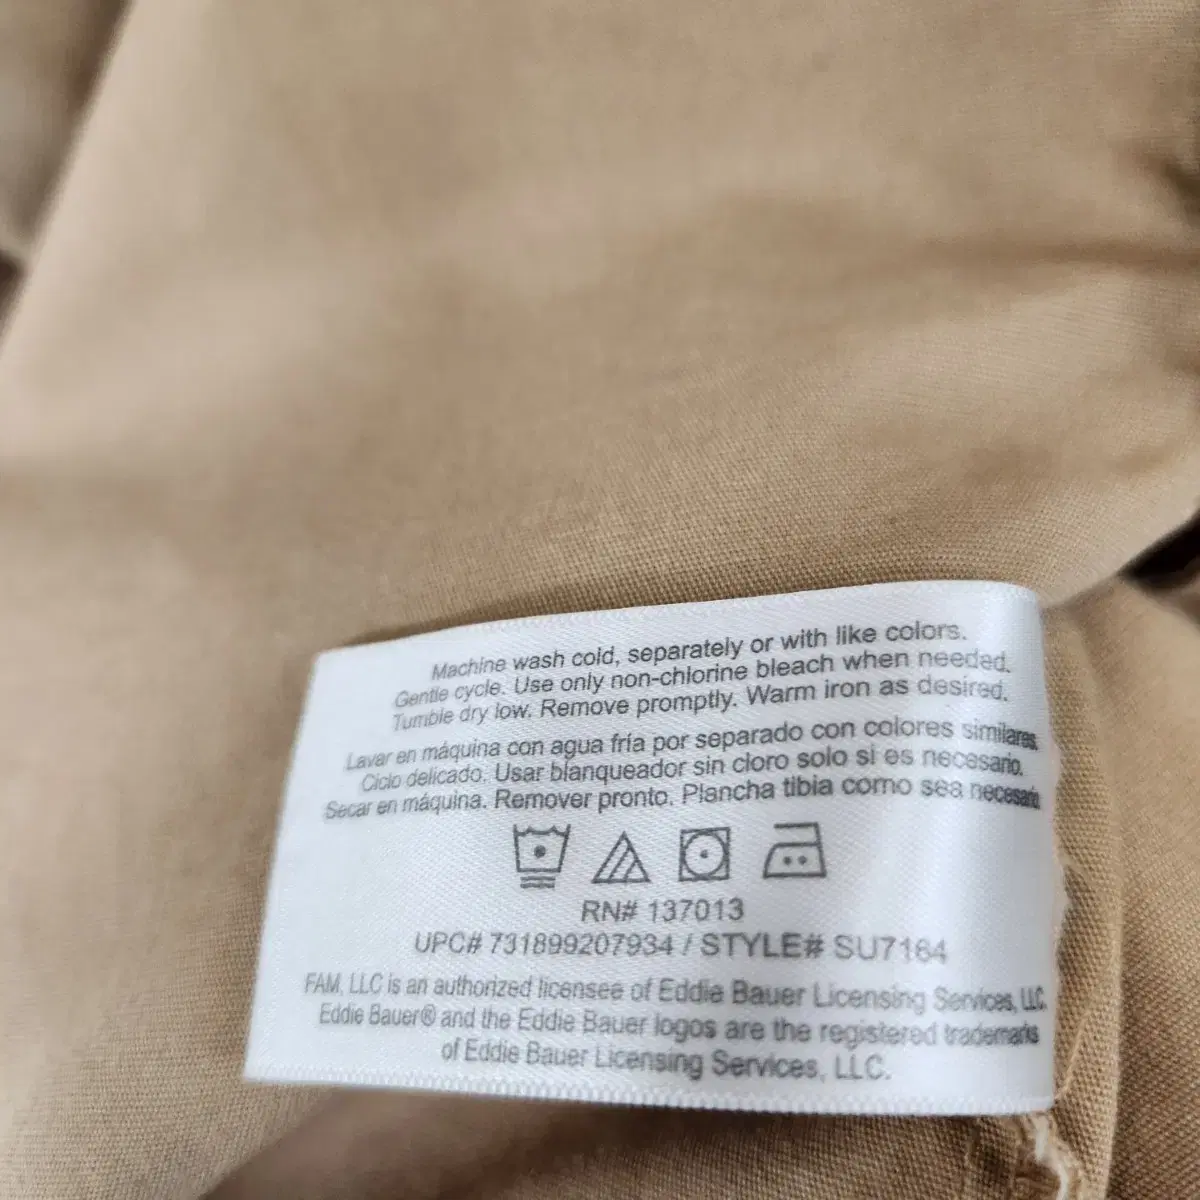 Machine wash cold, separately or with like colors.
Gentle cycle. Use only non-chlorine bleach when needed.
Tumble dry low. Remove promptly. Warm iron as desired.
Lavar en máquina con agua fría por separado con colores similares.
Ciclo delicado. Usar blanqueador sin cloro solo si es necesario.
Secar en máquina. Remover pronto. Plancha tibia como sea necesario
RN# 137013
UPC# 731899207934 / STYLE# SU7164
FAM, LLC is an authorized licensee of Eddie Bauer Licensing Services, LLC.
Eddie Bauer® and the Eddie Bauer logos are the registered trademarks
of Eddie Bauer Licensing Services, LLC.